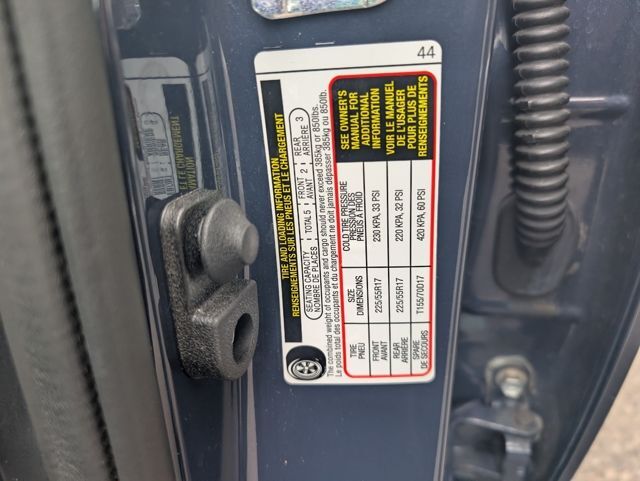 44
TIRE AND LOADING INFORMATION
RENSEIGNEMENTS SUR LES PNEUS ET LE CHARGEMENT
SEATING CAPACITY TOTAL 5 FRONT 2 REAR 3
NOMBRE DE PLACES AVANT ARRIÈRE
The combined weight of occupants and cargo should never exceed 385kg or 850lbs.
Le poids total des occupants et du chargement ne doit jamais dépasser 385kg ou 850lb.
TIRE SIZE COLD TIRE PRESSURE
PNEU DIMENSIONS PRESSION DES PNEUS À FROID
FRONT 225/55R17 230 KPA, 33 PSI
AVANT
REAR 225/55R17 220 KPA, 32 PSI
ARRIÈRE
SPARE T155/70D17 420 KPA, 60 PSI
DE SECOURS
SEE OWNER'S
MANUAL FOR
ADDITIONAL
INFORMATION
VOIR LE MANUEL
DE L'USAGER
POUR PLUS DE
RENSEIGNEMENTS